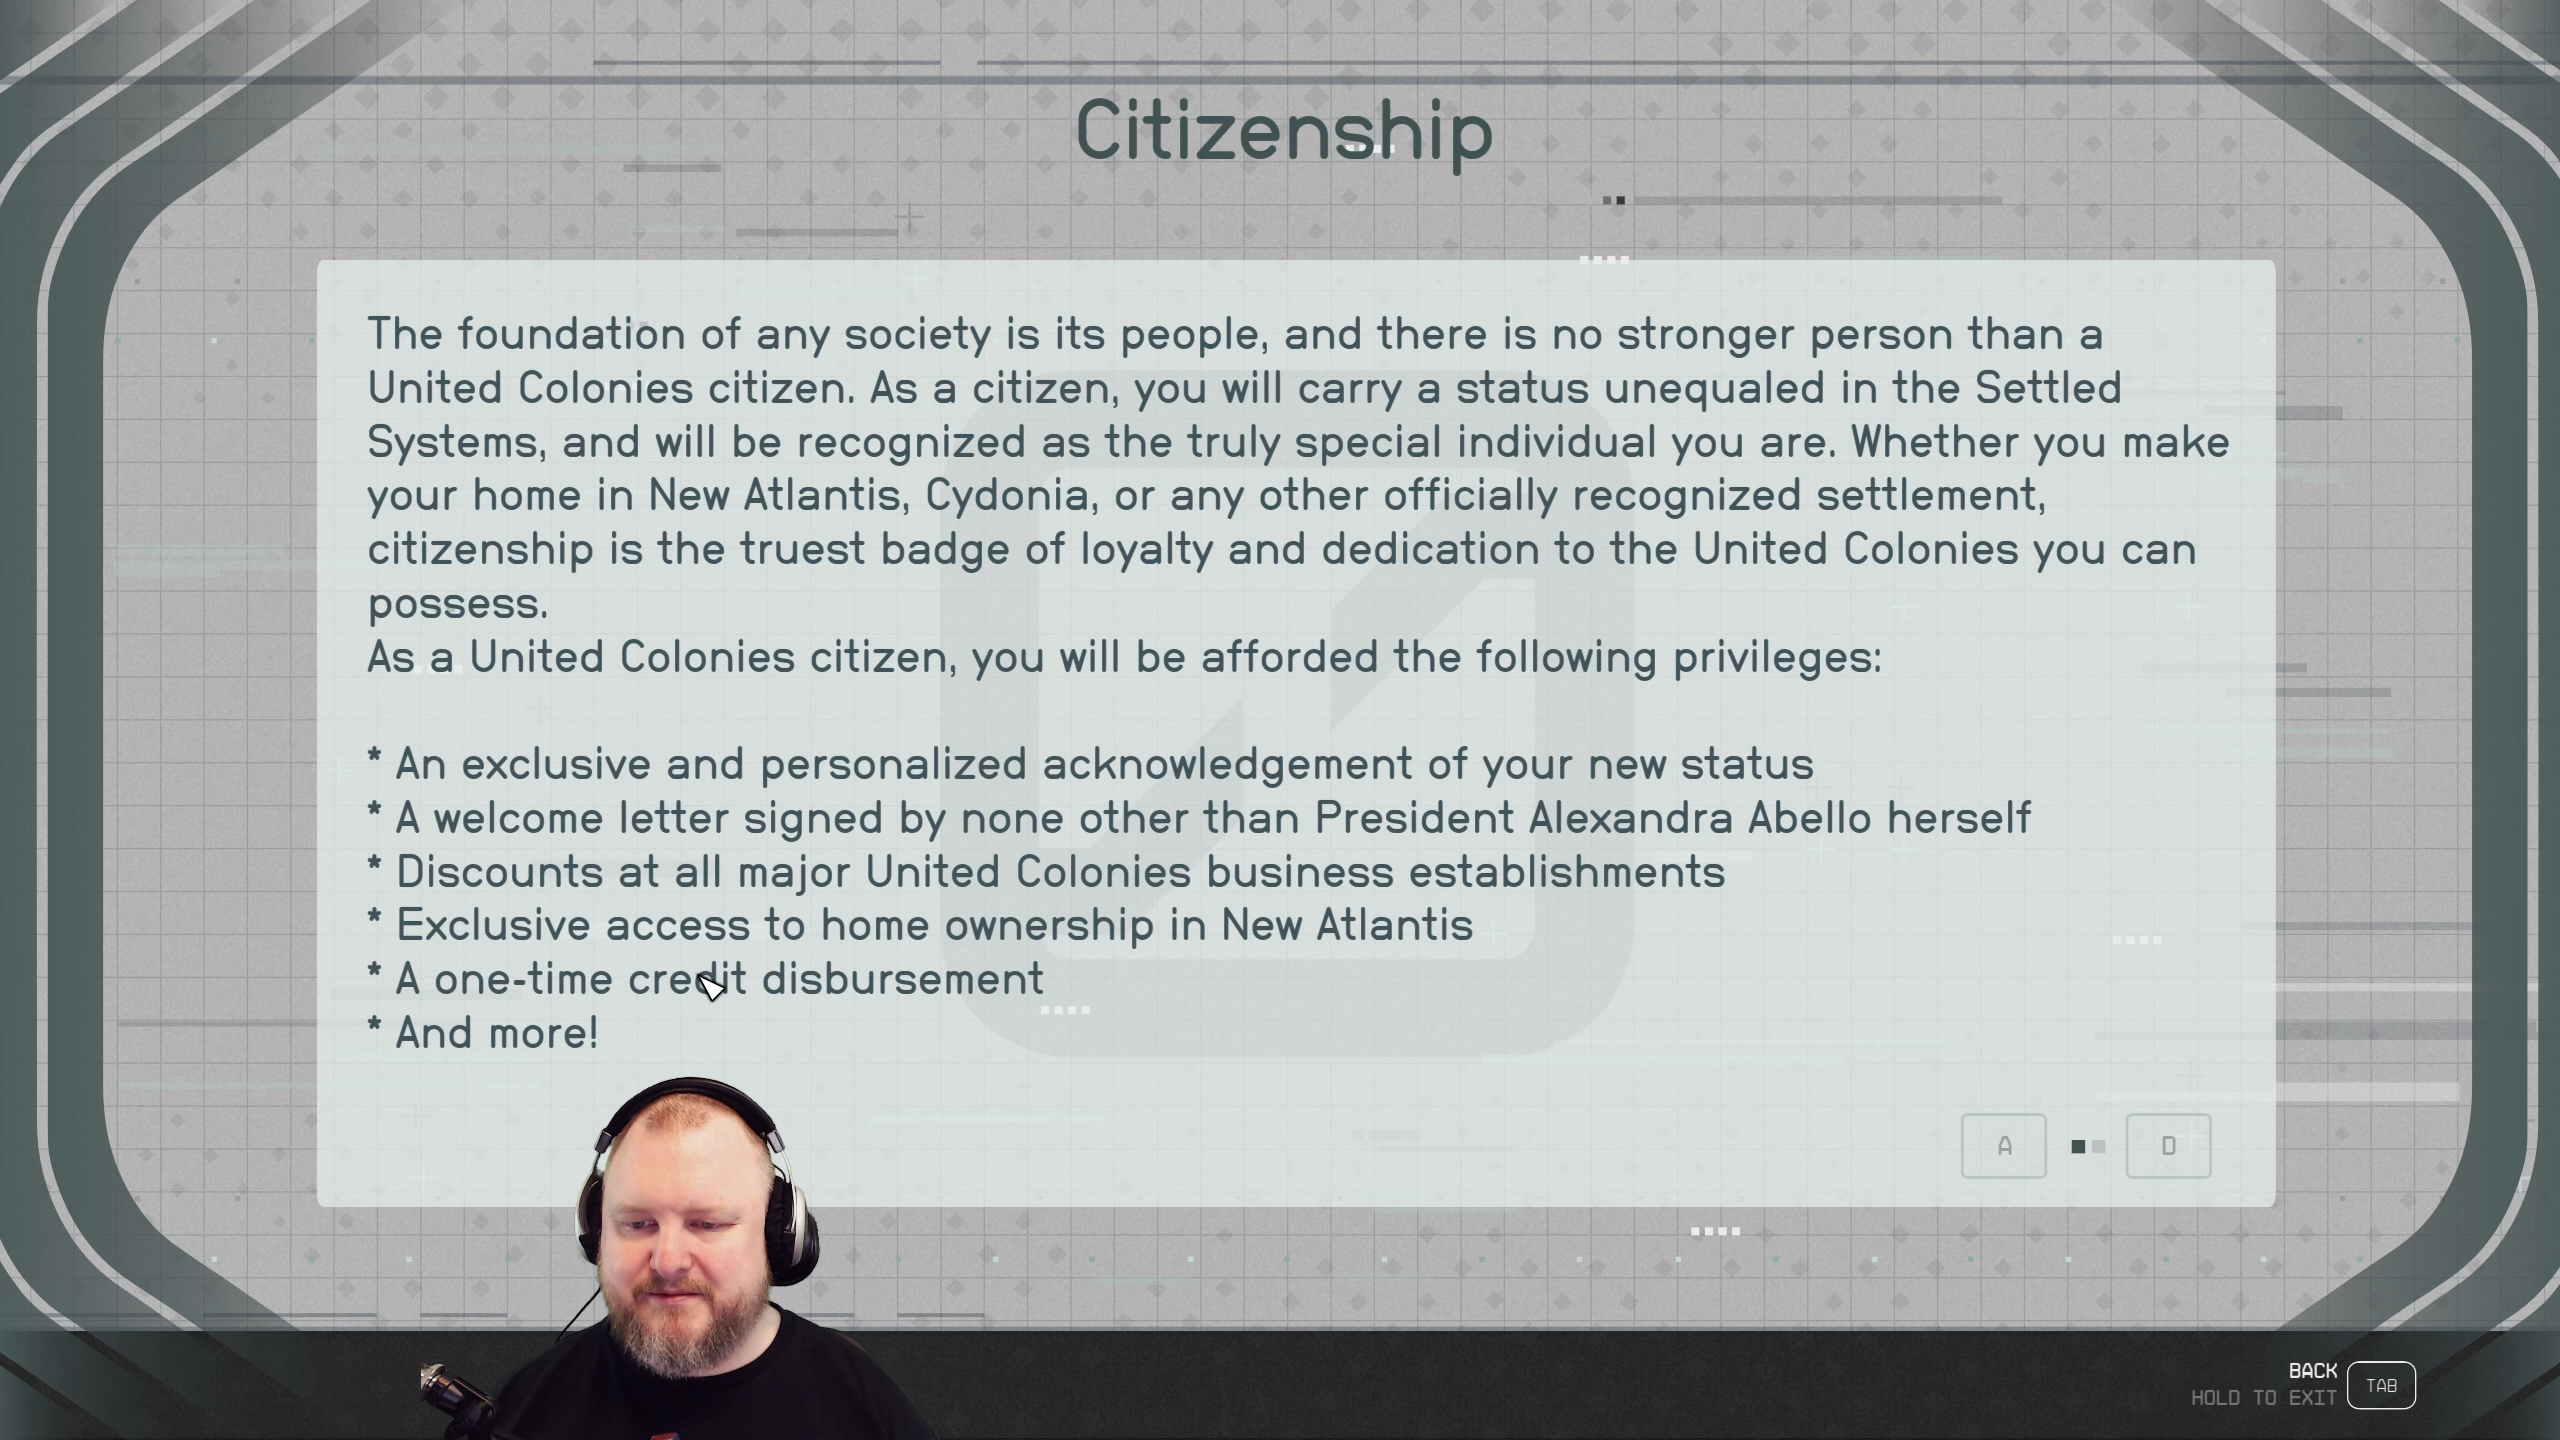 Citizenship
The foundation of any society is its people, and there is no stronger person than a
United Colonies citizen. As a citizen, you will carry a status unequaled in the Settled
Systems, and will be recognized as the truly special individual you are. Whether you make
your home in New Atlantis, Cydonia, or any other officially recognized settlement,
citizenship is the truest badge of loyalty and dedication to the United Colonies you can
possess.
As a United Colonies citizen, you will be afforded the following privileges:
* An exclusive and personalized acknowledgement of your new status
* A welcome letter signed by none other than President Alexandra Abello herself
* Discounts at all major United Colonies business establishments
* Exclusive access to home ownership in New Atlantis
* A one-time credit disbursement
* And more!
A D
BACK
HOLD TO EXIT
TAB